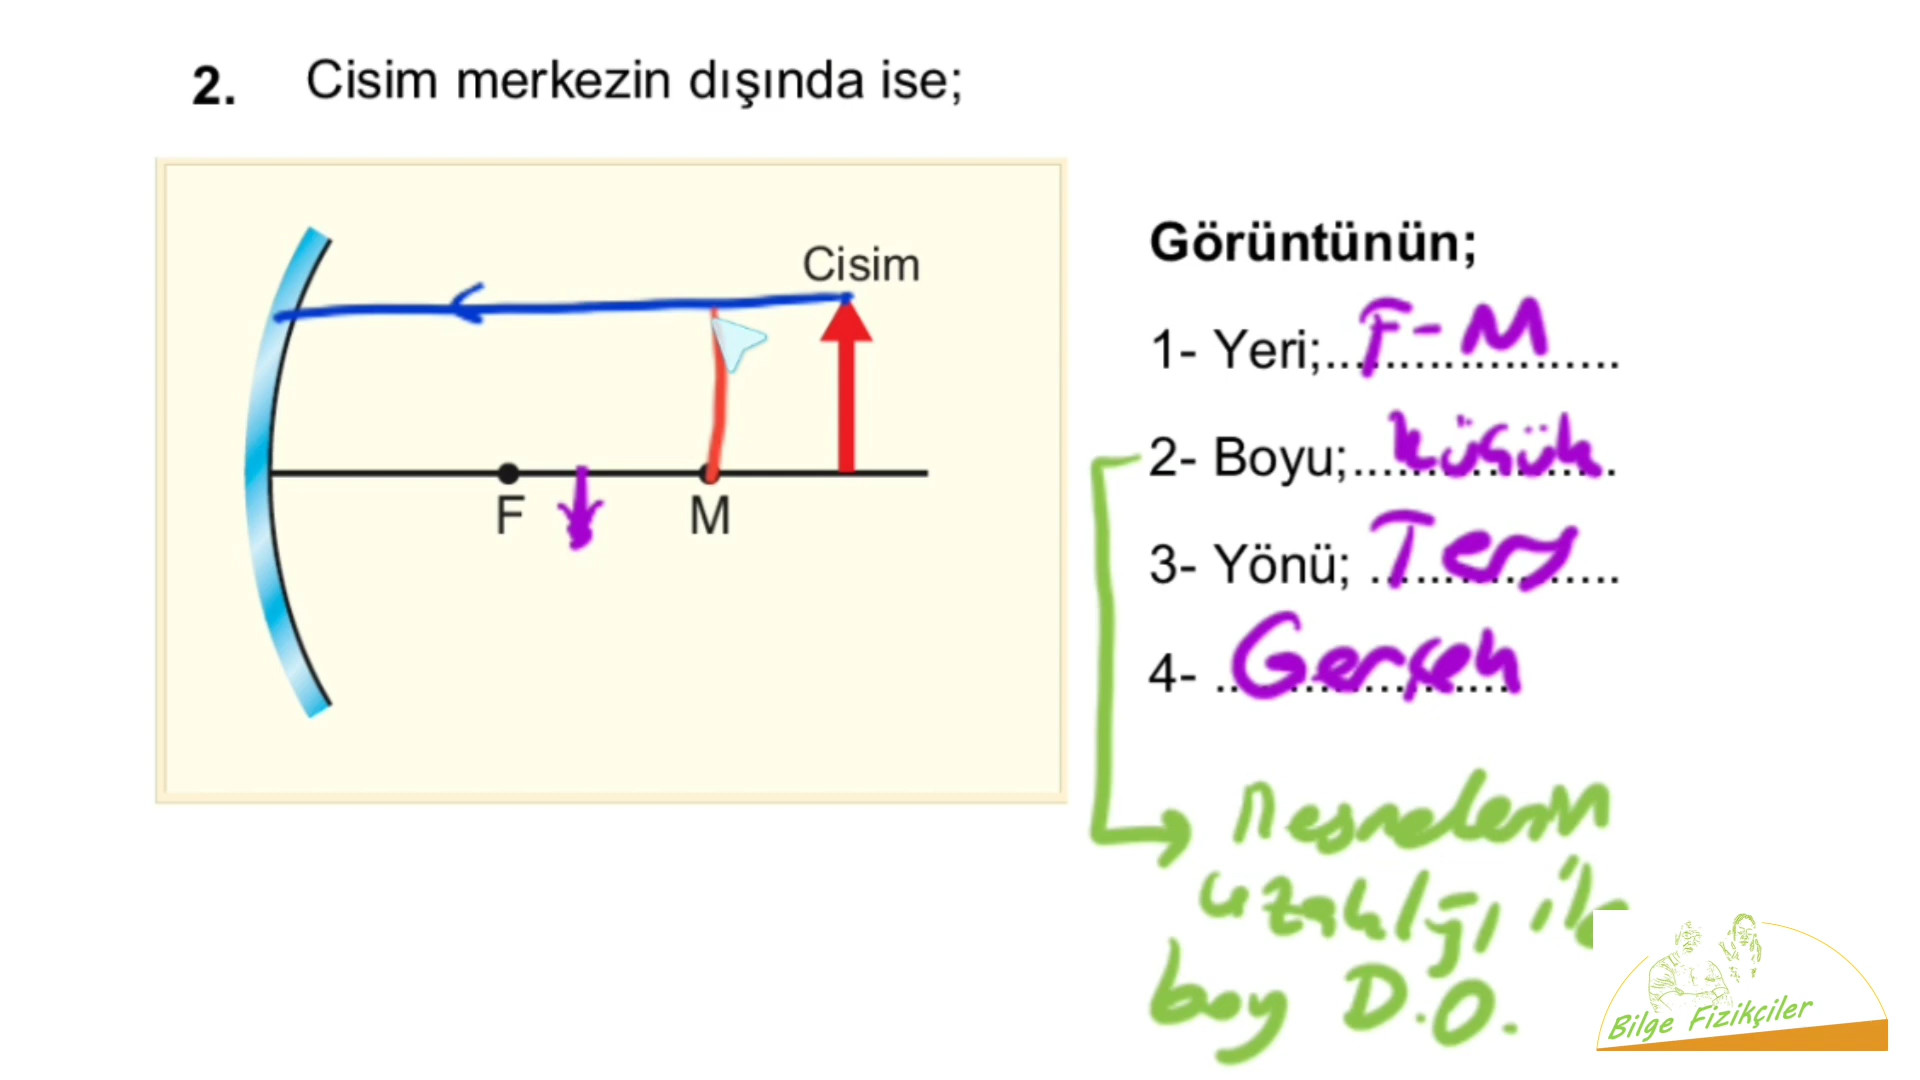 2. Cisim merkezin dışında ise;
Cisim
F M
Görüntünün;
1- Yeri;....F-M....
2- Boyu;....küçük....
3- Yönü; ....Ters....
4- ....Gerçek....
Nesnelerin
uzaklığı ile
boy D.O.
Bilge Fizikçiler